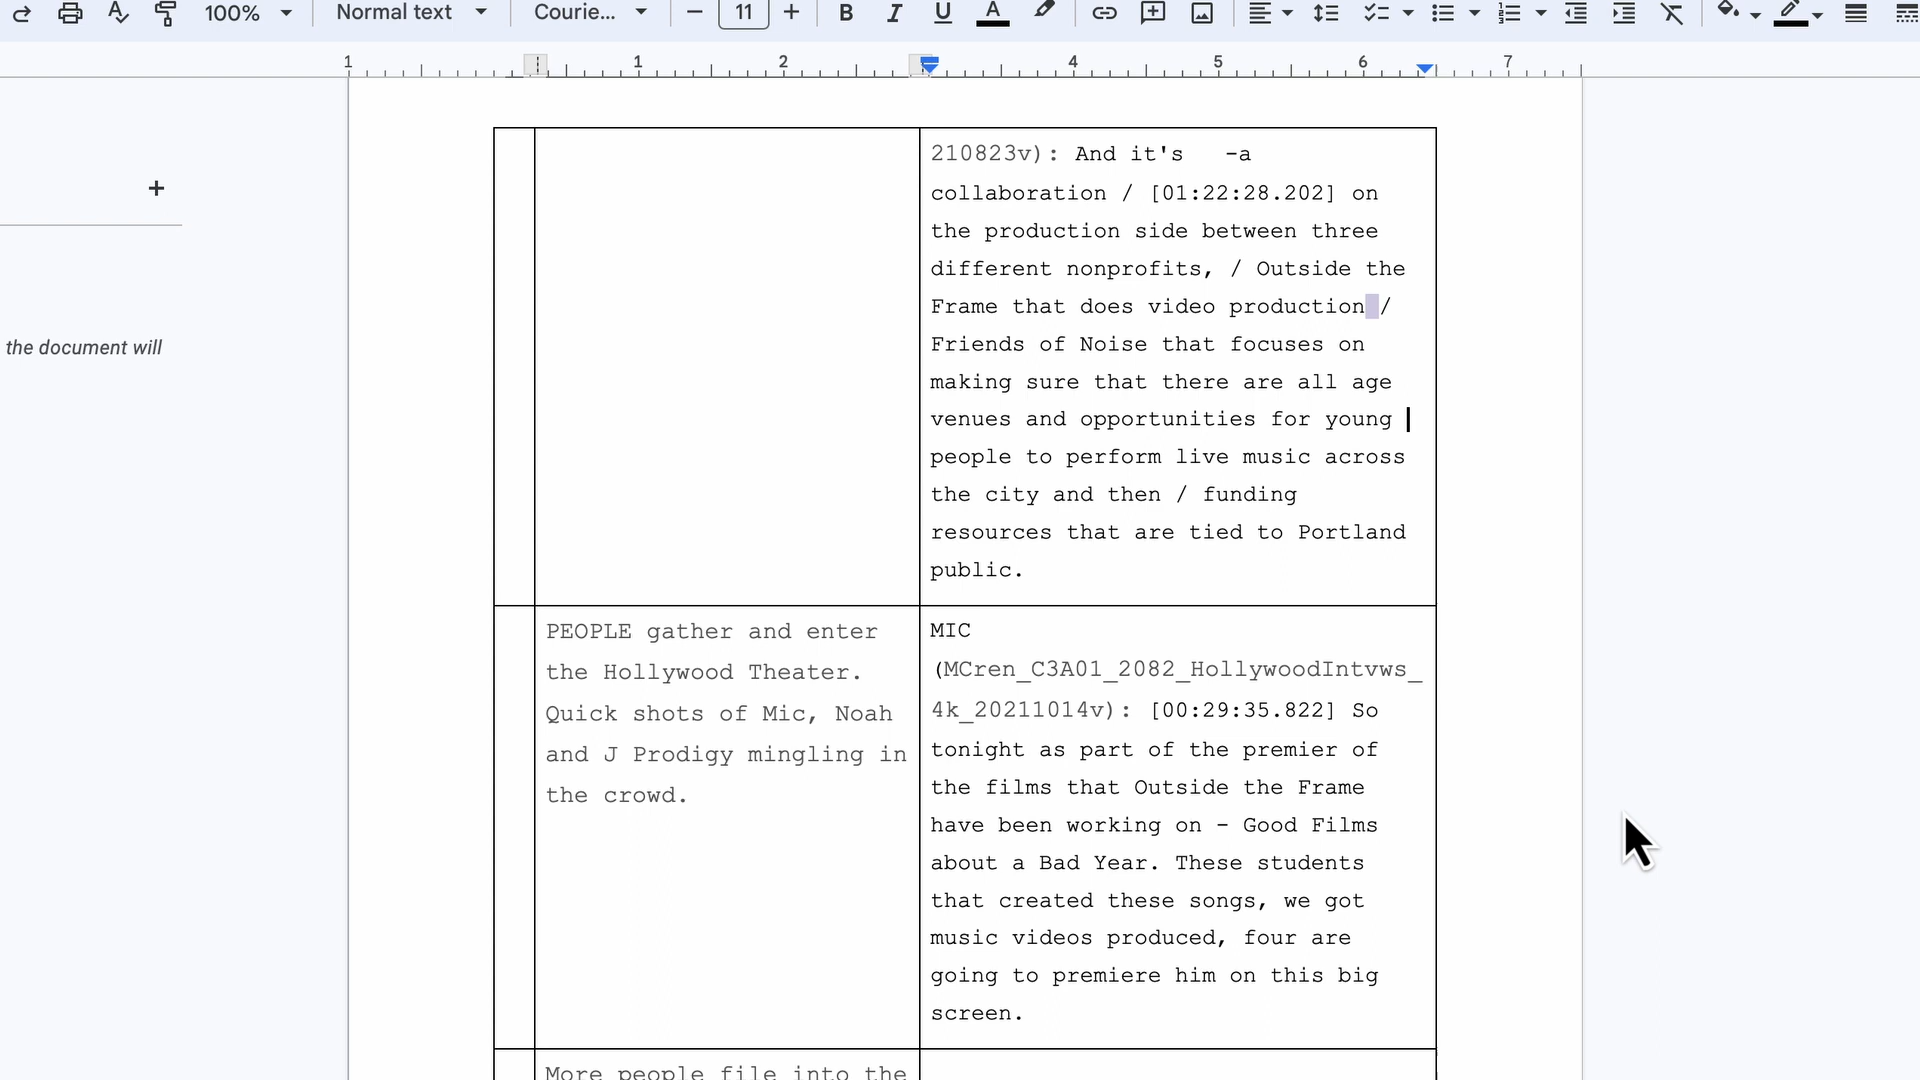 100% Normal text Courie... 11 B I U A
1 1 2 4 5 6 7
the document will
210823v): And it's -a
collaboration / [01:22:28.202] on
the production side between three
different nonprofits, / Outside the
Frame that does video production /
Friends of Noise that focuses on
making sure that there are all age
venues and opportunities for young
people to perform live music across
the city and then / funding
resources that are tied to Portland
public.
PEOPLE gather and enter
the Hollywood Theater.
Quick shots of Mic, Noah
and J Prodigy mingling in
the crowd.
MIC
(MCren_C3A01_2082_HollywoodIntvws_
4k_20211014v): [00:29:35.822] So
tonight as part of the premier of
the films that Outside the Frame
have been working on - Good Films
about a Bad Year. These students
that created these songs, we got
music videos produced, four are
going to premiere him on this big
screen.
More people file into the